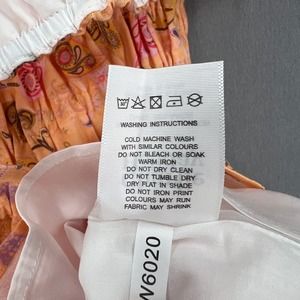 WASHING INSTRUCTIONS
COLD MACHINE WASH
WITH SIMILAR COLOURS
DO NOT BLEACH OR SOAK
WARM IRON
DO NOT DRY CLEAN
DO NOT TUMBLE DRY
DRY FLAT IN SHADE
DO NOT IRON PRINT
COLOURS MAY RUN
FABRIC MAY SHRINK
W6020